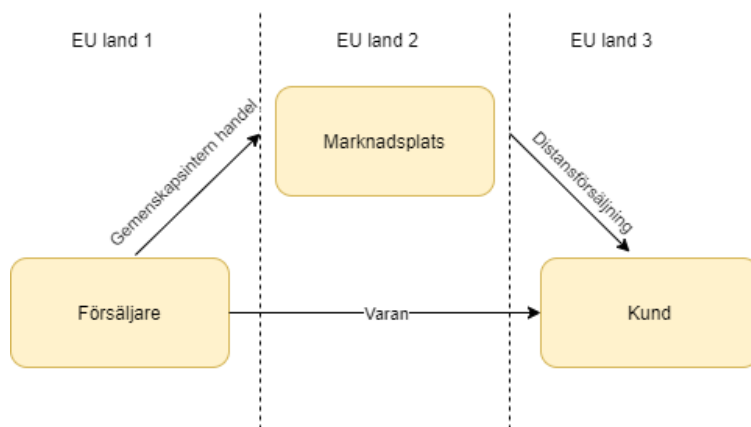 EU land 1
EU land 2
EU land 3
Gemenskapsintern handel
Marknadsplats
Distansförsäljning
Försäljare
Varan
Kund